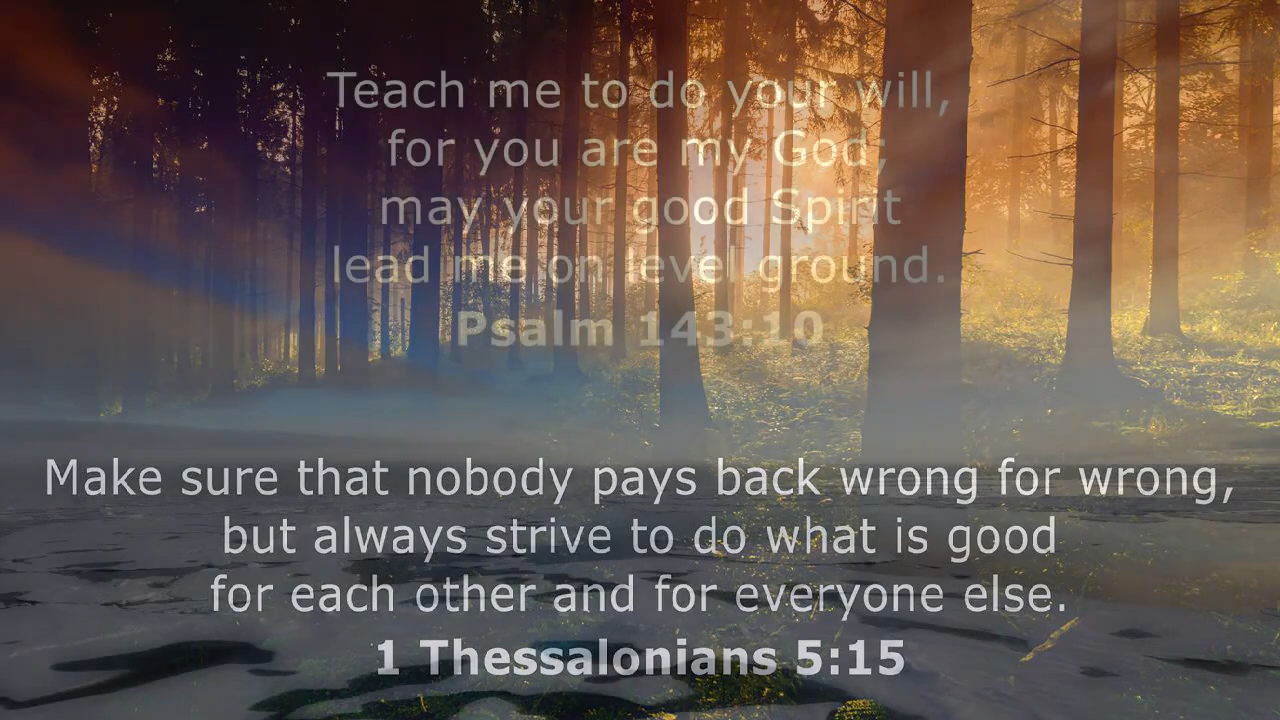 Teach me to do your will,
for you are my God;
may your good Spirit
lead me on level ground.
Psalm 143:10
Make sure that nobody pays back wrong for wrong,
but always strive to do what is good
for each other and for everyone else.
1 Thessalonians 5:15